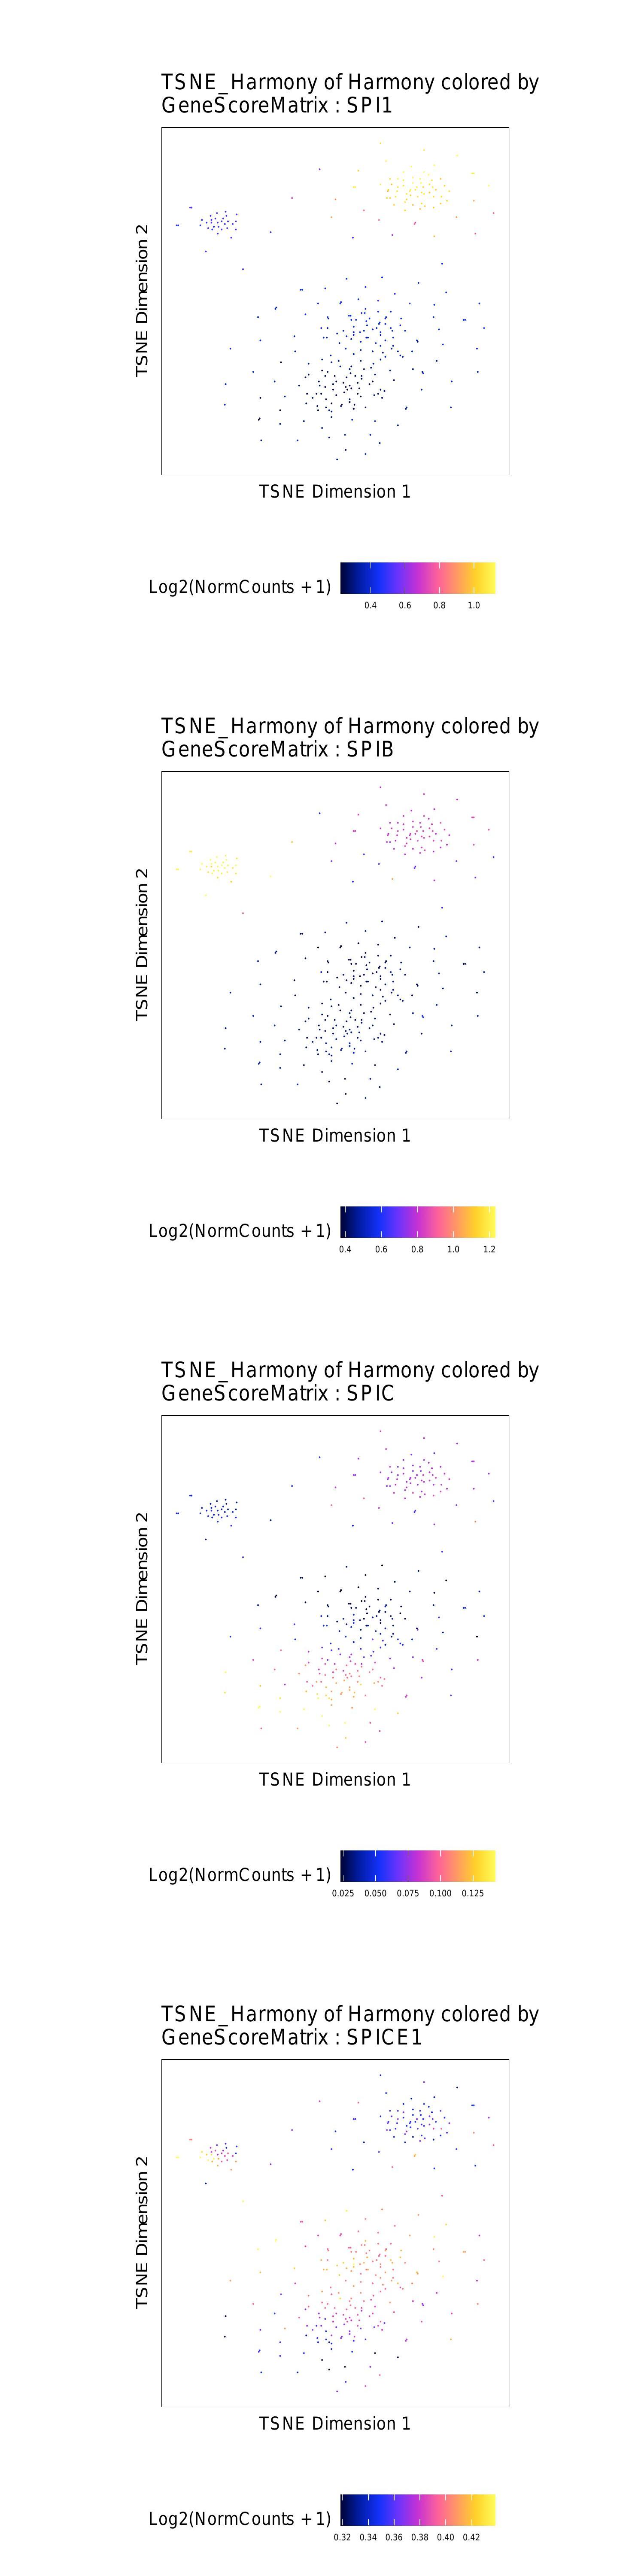 TSNE_Harmony of Harmony colored by
GeneScoreMatrix : SPI1
TSNE Dimension 2
TSNE Dimension 1
Log2(NormCounts + 1)
0.4 0.6 0.8 1.0
TSNE_Harmony of Harmony colored by
GeneScoreMatrix : SPIB
TSNE Dimension 2
TSNE Dimension 1
Log2(NormCounts + 1)
0.4 0.6 0.8 1.0 1.2
TSNE_Harmony of Harmony colored by
GeneScoreMatrix : SPIC
TSNE Dimension 2
TSNE Dimension 1
Log2(NormCounts + 1)
0.025 0.050 0.075 0.100 0.125
TSNE_Harmony of Harmony colored by
GeneScoreMatrix : SPICE1
TSNE Dimension 2
TSNE Dimension 1
Log2(NormCounts + 1)
0.32 0.34 0.36 0.38 0.40 0.42